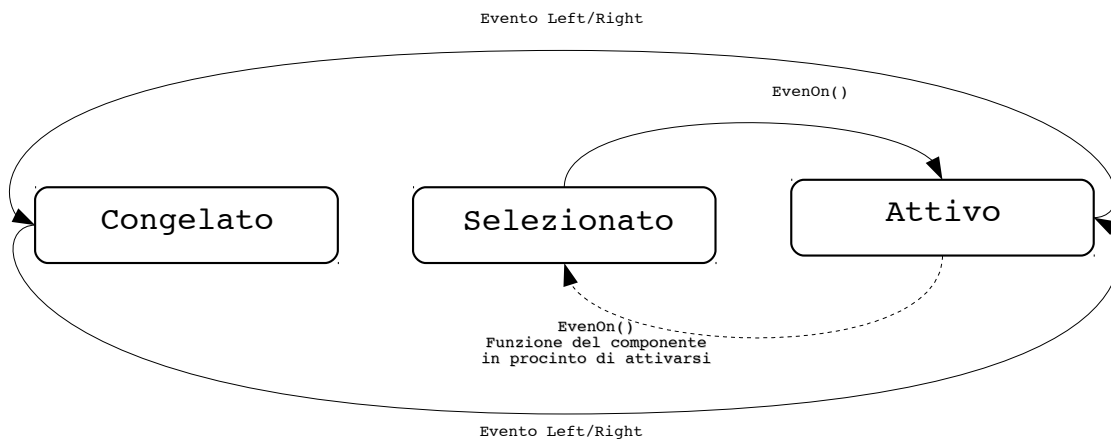 Evento Left/Right
EvenOn()
Congelato
Selezionato
Attivo
EvenOn()
Funzione del componente
in procinto di attivarsi
Evento Left/Right